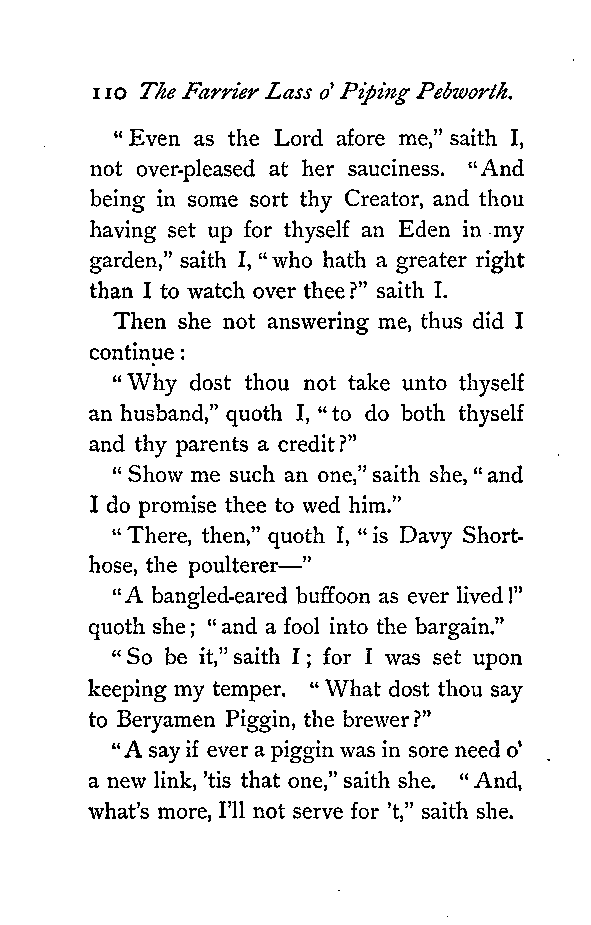 110 The Farrier Lass o' Piping Pebworth.
"Even as the Lord afore me," saith I,
not over-pleased at her sauciness. "And
being in some sort thy Creator, and thou
having set up for thyself an Eden in my
garden," saith I, "who hath a greater right
than I to watch over thee?" saith I.
Then she not answering me, thus did I
continue:
"Why dost thou not take unto thyself
an husband," quoth I, "to do both thyself
and thy parents a credit?"
"Show me such an one," saith she, "and
I do promise thee to wed him."
"There, then," quoth I, "is Davy Short-
hose, the poulterer—"
"A bangled-eared buffoon as ever lived!"
quoth she; "and a fool into the bargain."
"So be it," saith I; for I was set upon
keeping my temper. "What dost thou say
to Beryamen Piggin, the brewer?"
"A say if ever a piggin was in sore need o'
a new link, 'tis that one," saith she. "And,
what's more, I'll not serve for 't," saith she.